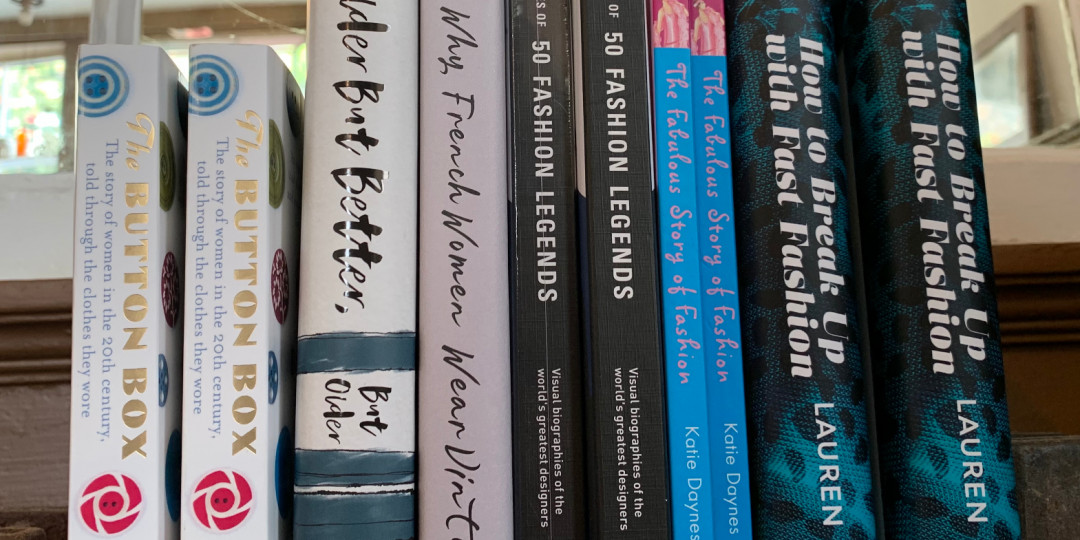 The BUTTON BOX
The story of women in the 20th century,
told through the clothes they wore
The BUTTON BOX
The story of women in the 20th century,
told through the clothes they wore
But Better,
But
Older
Why French Women Wear
OF 50 FASHION LEGENDS
Visual biographies of the
world's greatest designers
OF 50 FASHION LEGENDS
Visual biographies of the
world's greatest designers
The Fabulous Story of Fashion
Katie Daynes
The Fabulous Story of Fashion
Katie Daynes
How to Break Up
with Fast Fashion
LAUREN
How to Break Up
with Fast Fashion
LAUREN